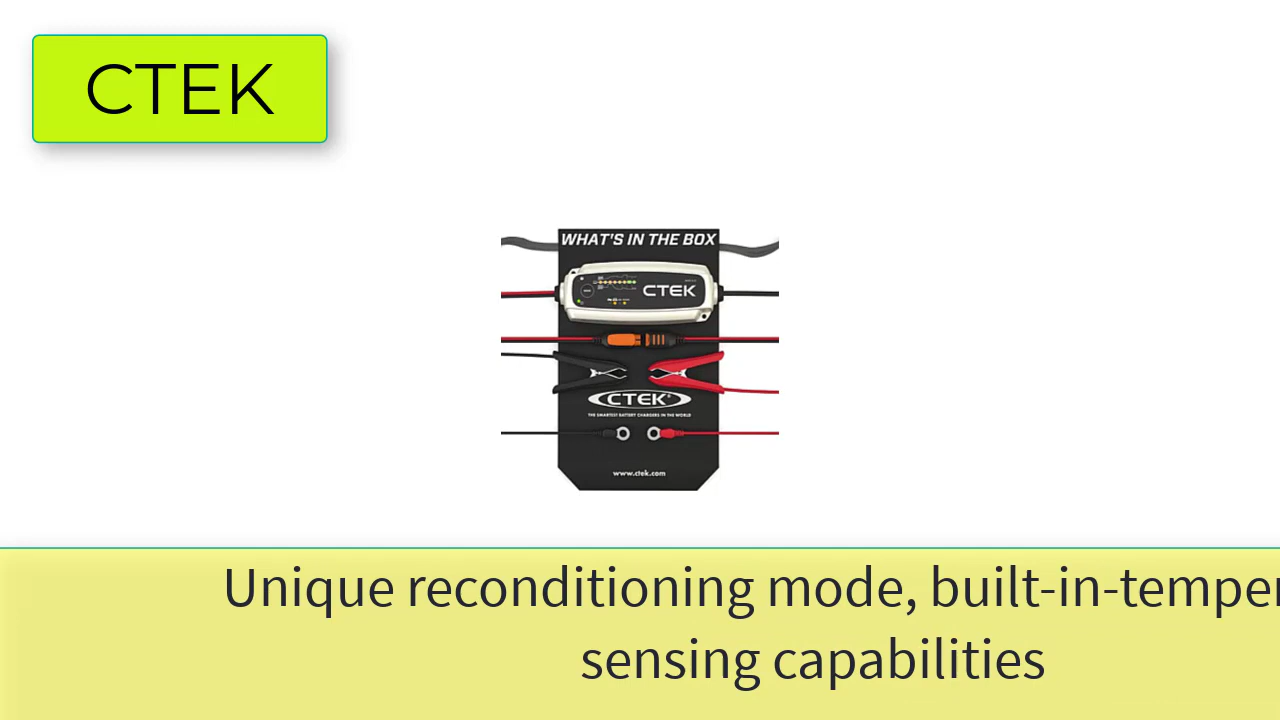 CTEK
WHAT'S IN THE BOX
CTEK
CTEK
THE SMARTEST BATTERY CHARGERS IN THE WORLD
www.ctek.com
Unique reconditioning mode, built-in-temper
sensing capabilities